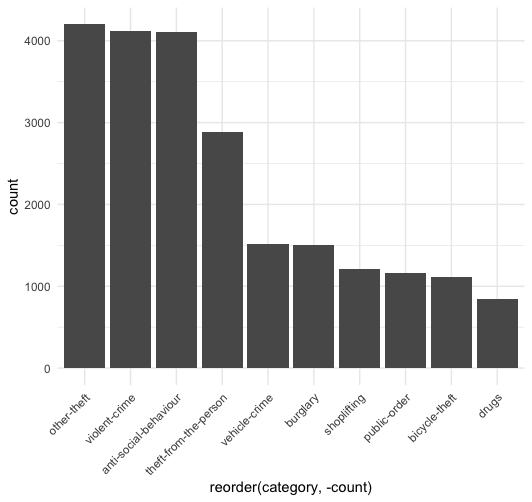 4000
3000
2000
1000
0
count
other-theft
violent-crime
anti-social-behaviour
theft-from-the-person
vehicle-crime
burglary
shoplifting
public-order
bicycle-theft
drugs
reorder(category, -count)